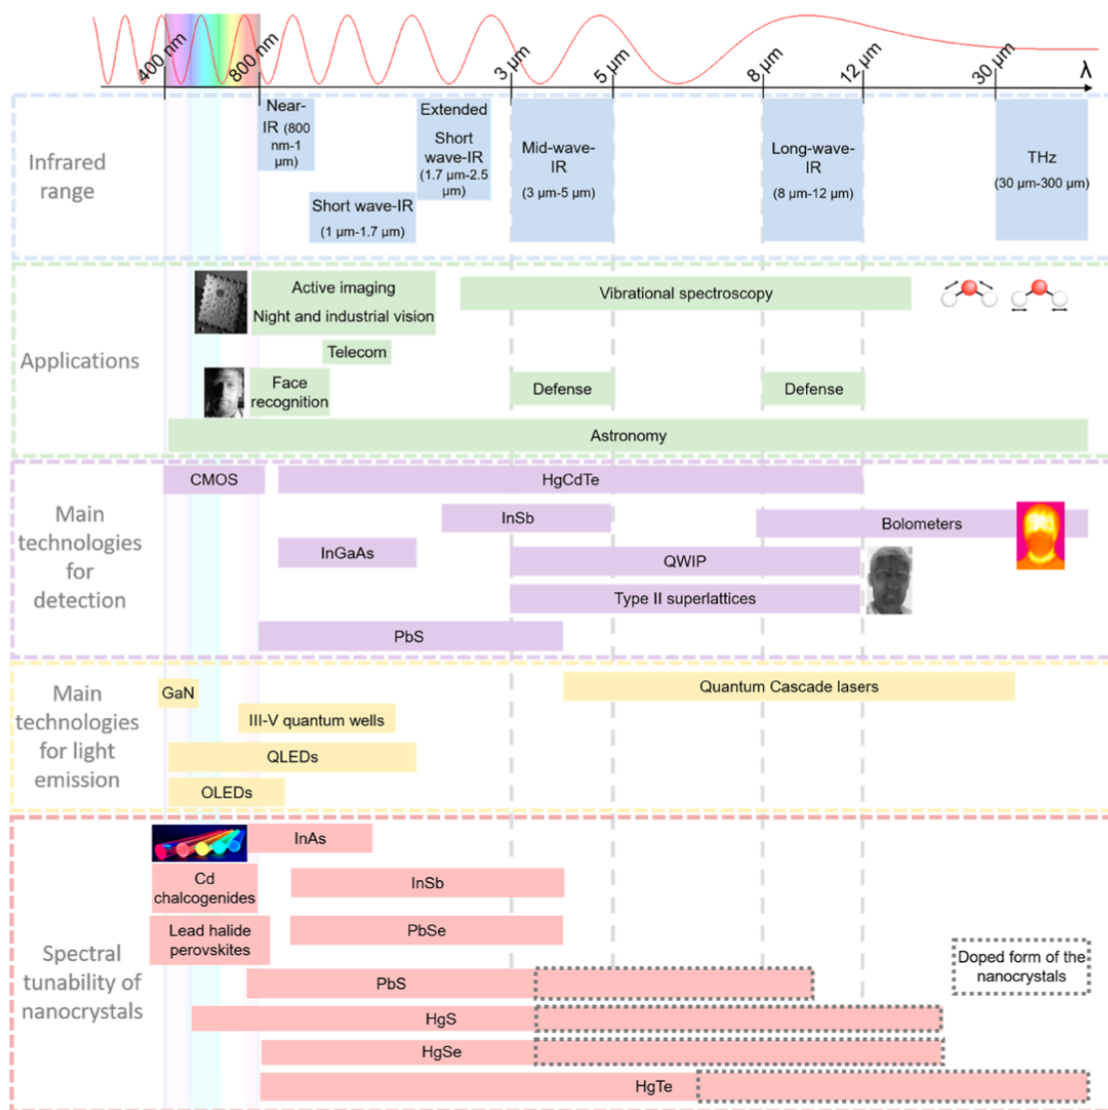 400 nm
800 nm
3 µm
5 µm
8 µm
12 µm
30 µm
λ
Infrared
range
Near-
IR (800
nm-1
µm)
Short wave-IR
(1 µm-1.7 µm)
Extended
Short
wave-IR
(1.7 µm-2.5
µm)
Mid-wave-
IR
(3 µm-5 µm)
Long-wave-
IR
(8 µm-12 µm)
THz
(30 µm-300 µm)
Applications
Active imaging
Night and industrial vision
Vibrational spectroscopy
Telecom
Face
recognition
Defense
Defense
Astronomy
Main
technologies
for
detection
CMOS
HgCdTe
InSb
Bolometers
InGaAs
QWIP
Type II superlattices
PbS
Main
technologies
for light
emission
GaN
Quantum Cascade lasers
III-V quantum wells
QLEDs
OLEDs
Spectral
tunability of
nanocrystals
InAs
Cd
chalcogenides
InSb
Lead halide
perovskites
PbSe
Doped form of the
nanocrystals
PbS
HgS
HgSe
HgTe